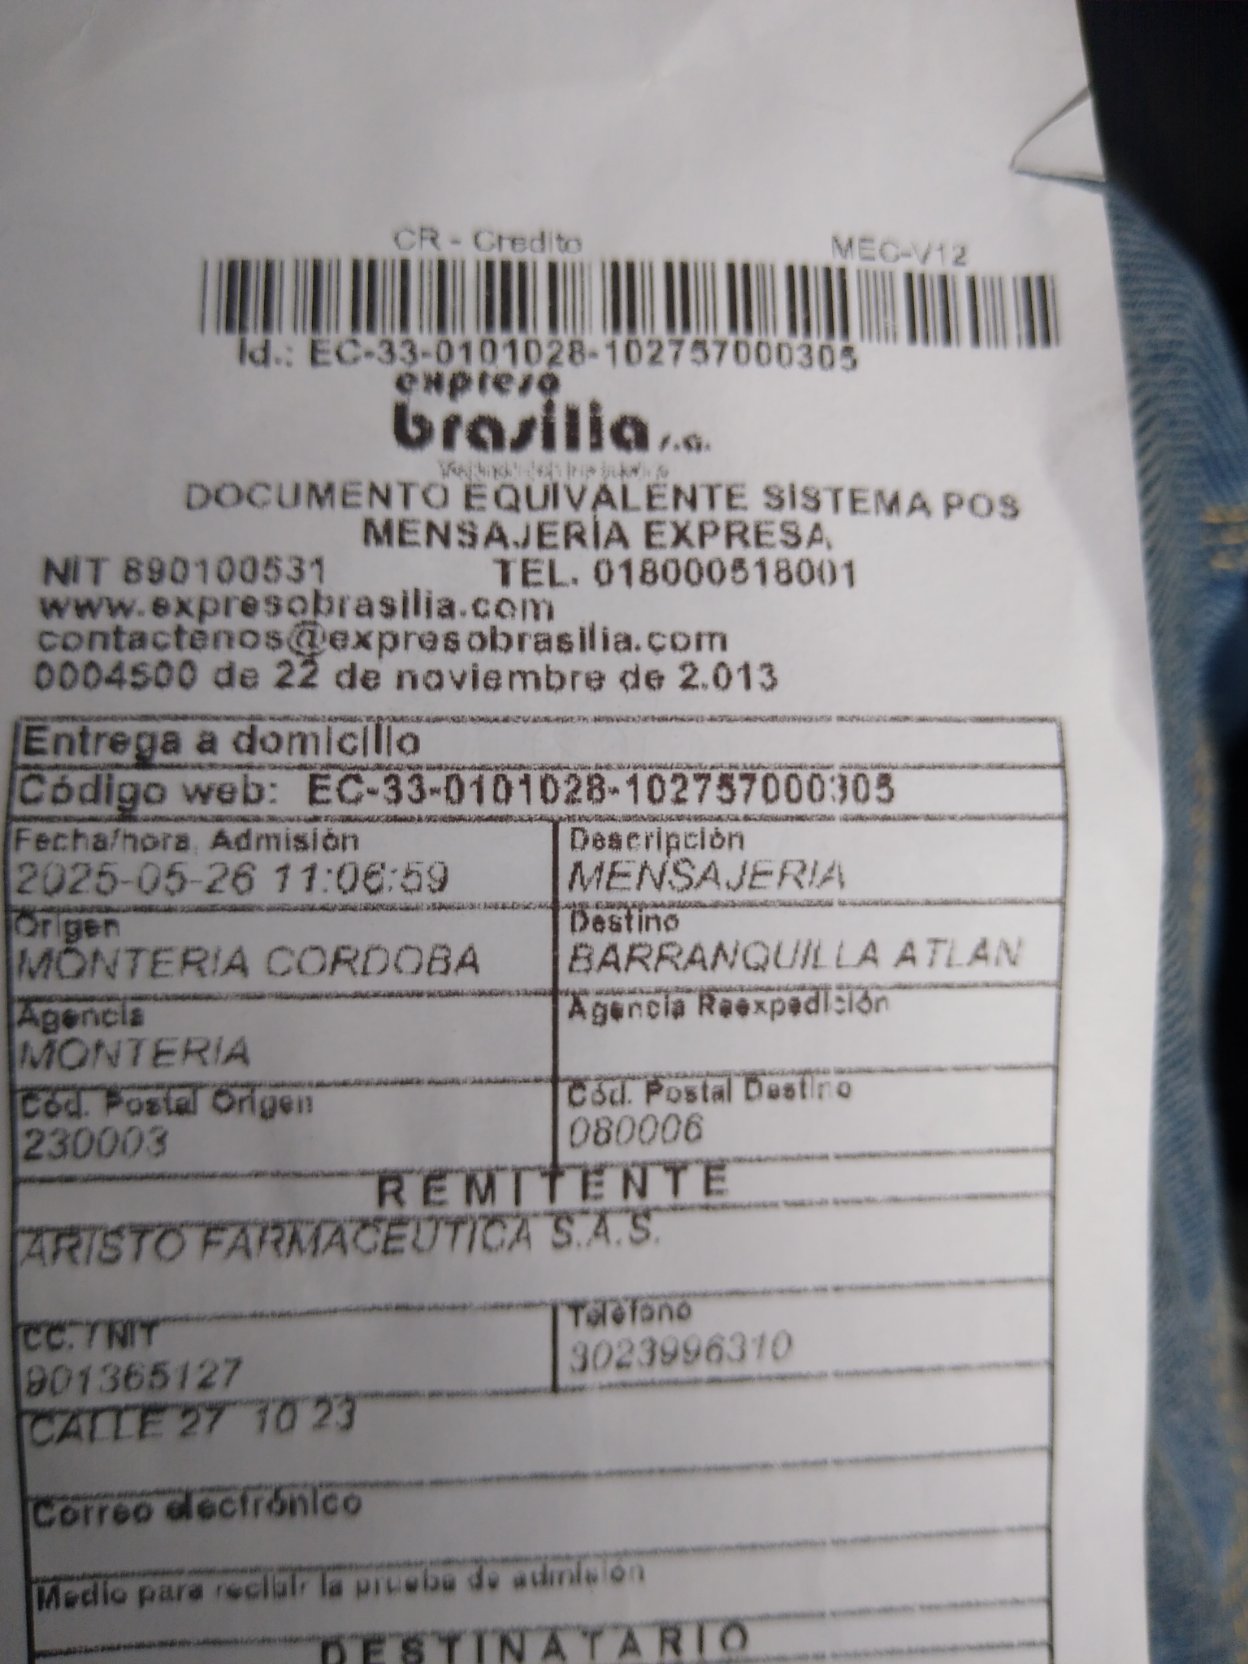 CR - Credito MEC-V12
Id.: EC-33-0101028-102757000305
expreso
brasilia s.a.
DOCUMENTO EQUIVALENTE SISTEMA POS
MENSAJERÍA EXPRESA
NIT 890100531 TEL. 018000518001
www.expresobrasilia.com
contactenos@expresobrasilia.com
0004500 de 22 de noviembre de 2.013
Entrega a domicilio
Código web: EC-33-0101028-102757000305
Fecha/hora Admisión Descripción
2025-05-26 11:06:59 MENSAJERIA
Origen Destino
MONTERIA CORDOBA BARRANQUILLA ATLAN
Agencia Agencia Reexpedición
MONTERIA
Cód. Postal Origen Cód. Postal Destino
230003 080006
REMITENTE
ARISTO FARMACEUTICA S.A.S.
CC. / NIT Teléfono
901365127 3023996310
CALLE 27 10 23
Correo electrónico
Medio para recibir la prueba de admisión
DESTINATARIO